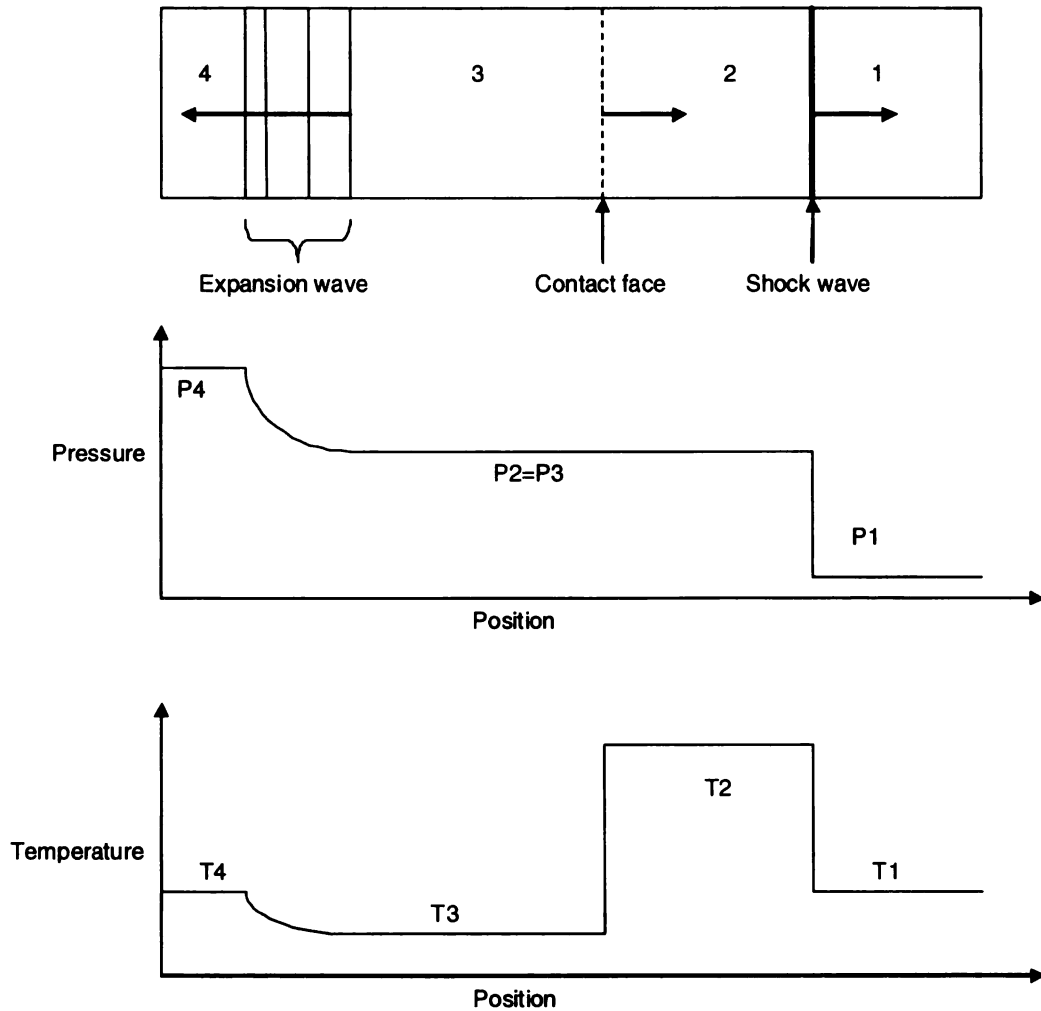 4 3 2 1
Expansion wave Contact face Shock wave
P4
Pressure
P2=P3
P1
Position
T2
Temperature
T4 T1
T3
Position